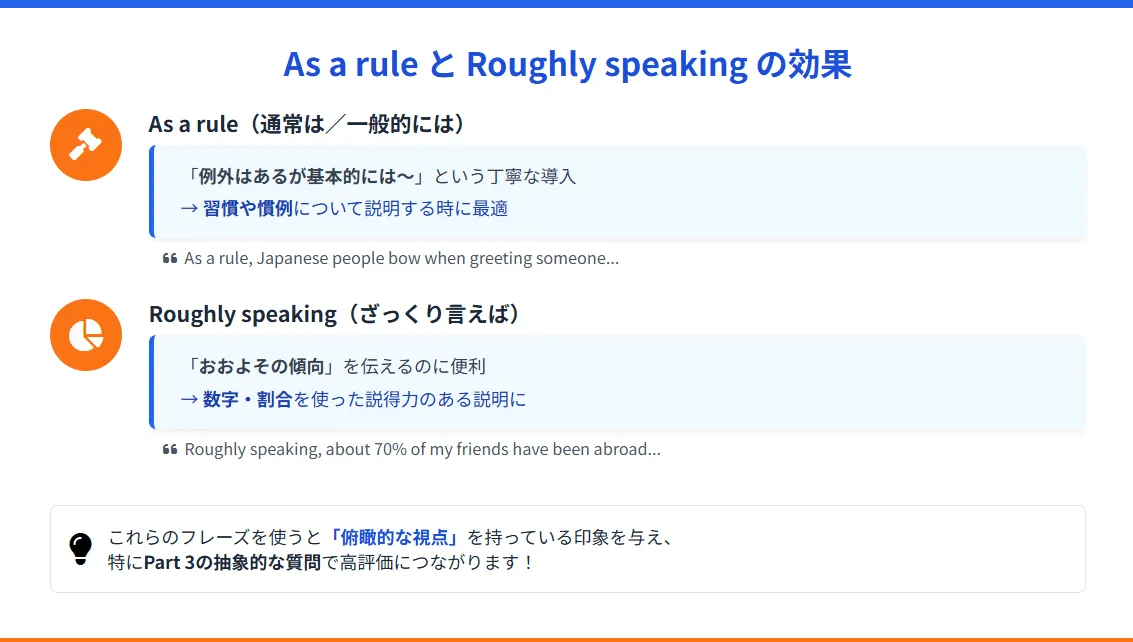 As a rule と Roughly speaking の効果
As a rule（通常は／一般的には）
「例外はあるが基本的には〜」という丁寧な導入
→ 習慣や慣例について説明する時に最適
❝ As a rule, Japanese people bow when greeting someone...
Roughly speaking（ざっくり言えば）
「おおよその傾向」を伝えるのに便利
→ 数字・割合を使った説得力のある説明に
❝ Roughly speaking, about 70% of my friends have been abroad...
これらのフレーズを使うと「俯瞰的な視点」を持っている印象を与え、
特にPart 3の抽象的な質問で高評価につながります！